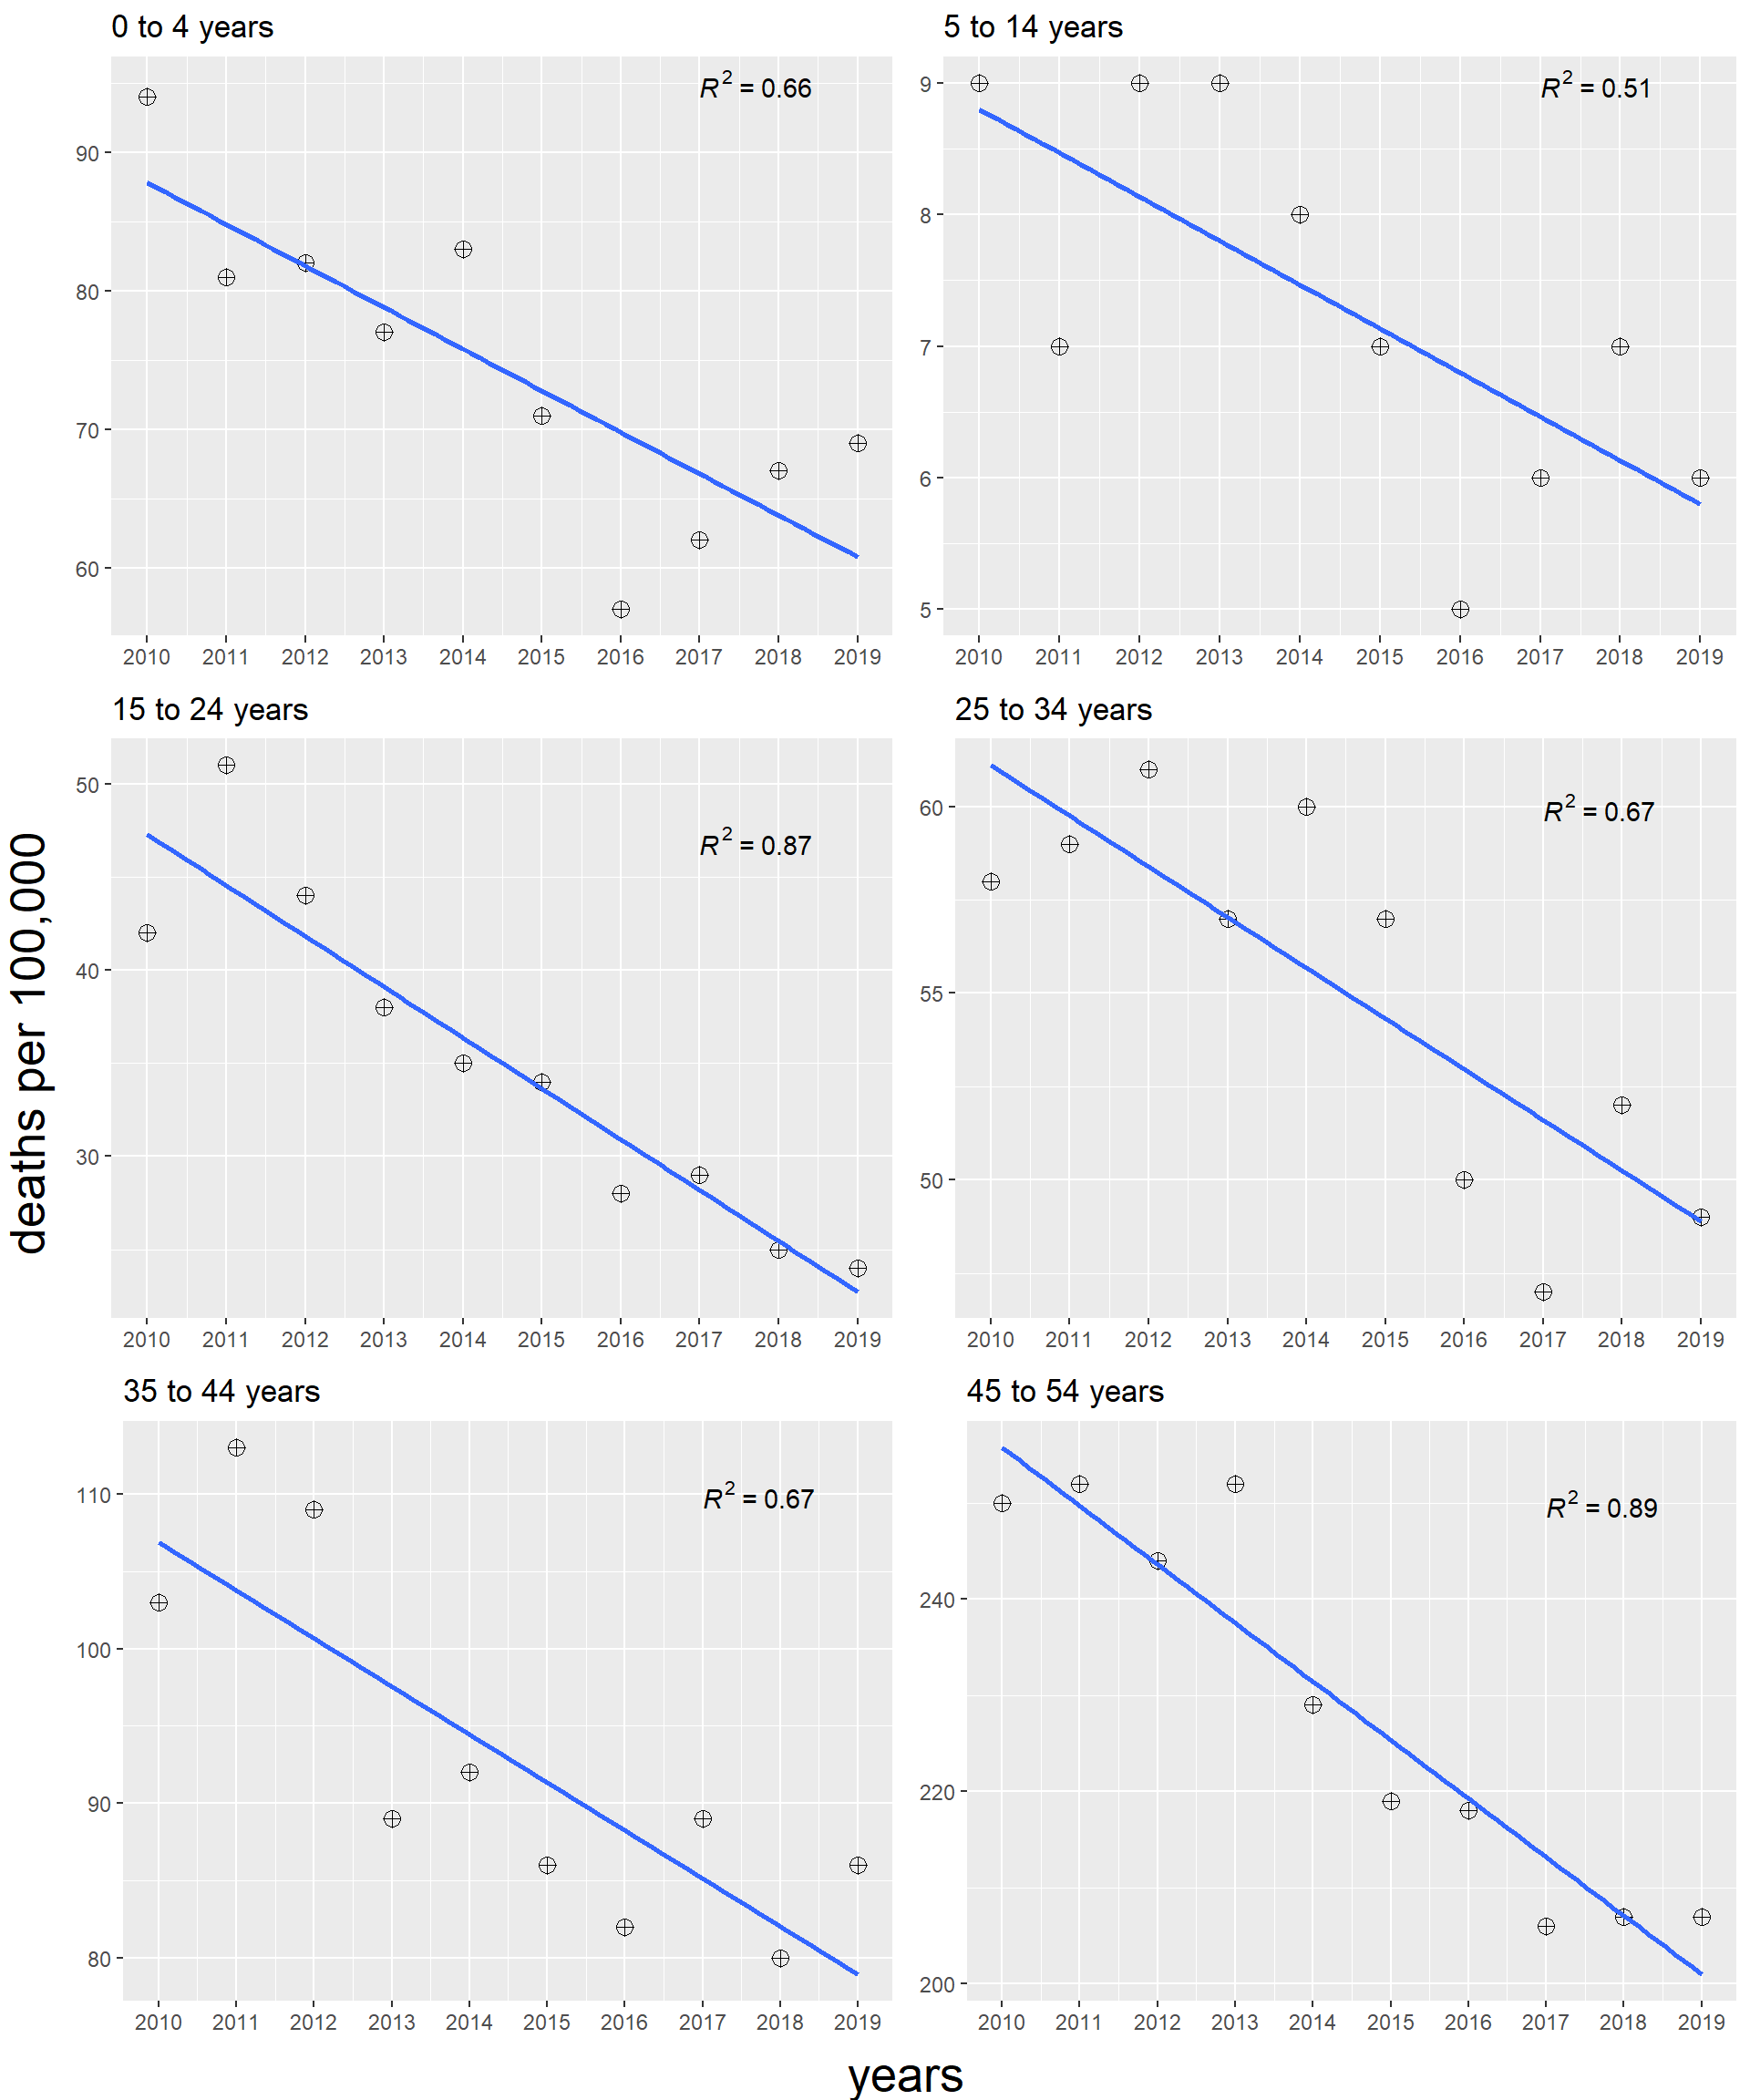 0 to 4 years
R2 = 0.66
90
80
70
60
2010 2011 2012 2013 2014 2015 2016 2017 2018 2019
5 to 14 years
R2 = 0.51
9
8
7
6
5
2010 2011 2012 2013 2014 2015 2016 2017 2018 2019
15 to 24 years
R2 = 0.87
50
40
30
2010 2011 2012 2013 2014 2015 2016 2017 2018 2019
25 to 34 years
R2 = 0.67
60
55
50
2010 2011 2012 2013 2014 2015 2016 2017 2018 2019
35 to 44 years
R2 = 0.67
110
100
90
80
2010 2011 2012 2013 2014 2015 2016 2017 2018 2019
45 to 54 years
R2 = 0.89
240
220
200
2010 2011 2012 2013 2014 2015 2016 2017 2018 2019
deaths per 100,000
years